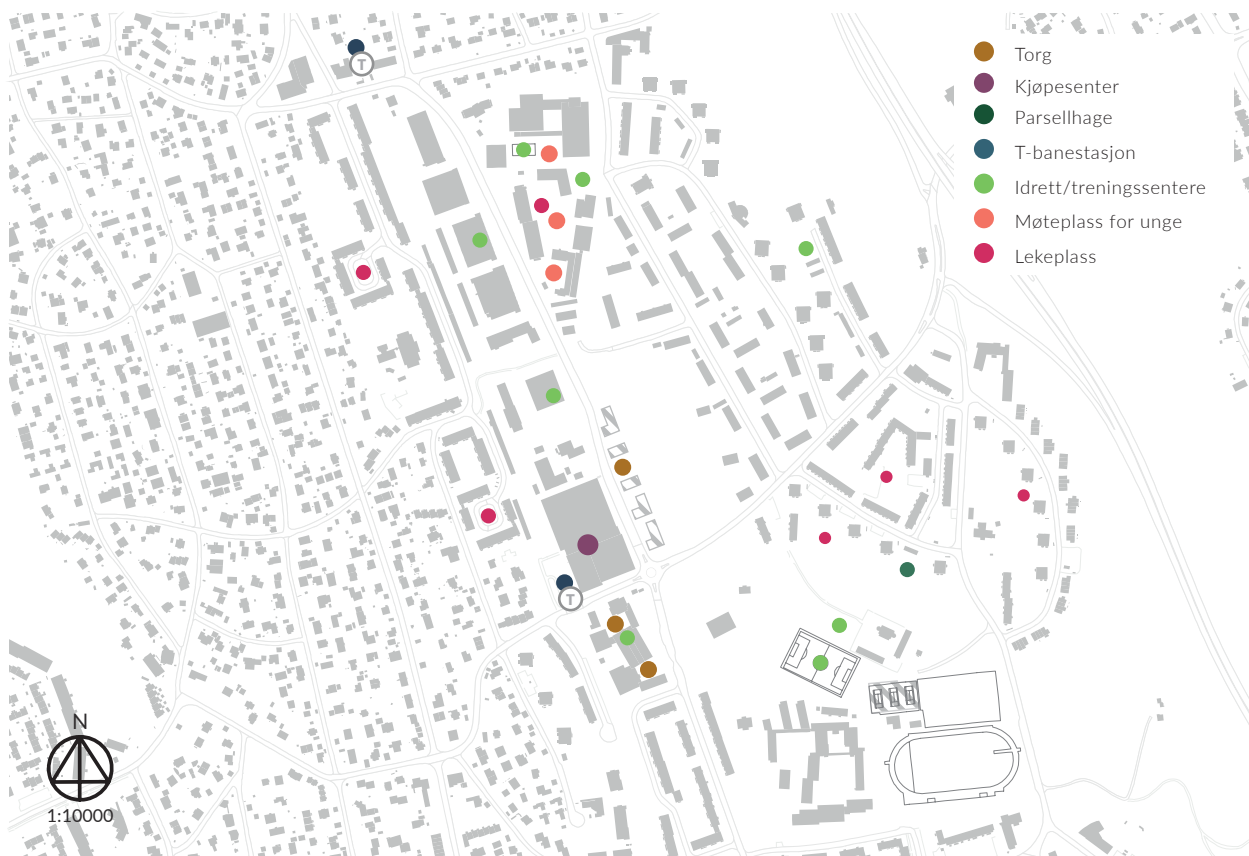 T
Torg
Kjøpesenter
Parsellhage
T-banestasjon
Idrett/treningssentere
Møteplass for unge
Lekeplass
T
N
1:10000